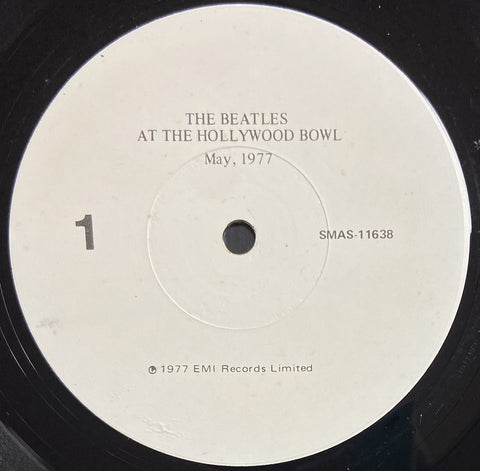 THE BEATLES
AT THE HOLLYWOOD BOWL
May, 1977
1
SMAS-11638
℗ 1977 EMI Records Limited